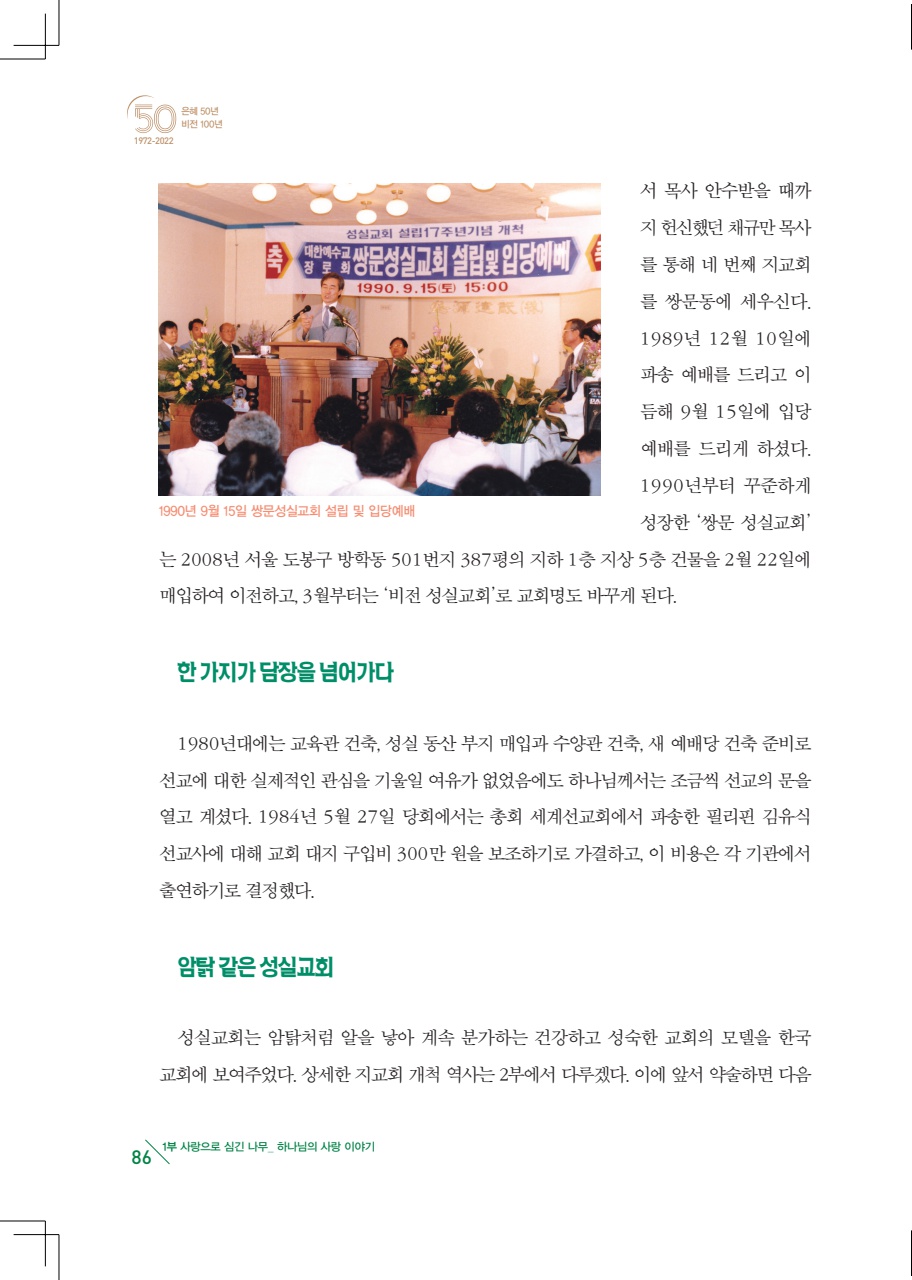 50
은혜 50년
비전 100년
1972-2022
성실교회 설립17주년기념 개척
축
대한예수교
장로회
쌍문성실교회 설립및 입당예배
1990. 9. 15(토) 15:00
1990년 9월 15일 쌍문성실교회 설립 및 입당예배
서 목사 안수받을 때까
지 헌신했던 채규만 목사
를 통해 네 번째 지교회
를 쌍문동에 세우신다.
1989년 12월 10일에
파송 예배를 드리고 이
듬해 9월 15일에 입당
예배를 드리게 하셨다.
1990년부터 꾸준하게
성장한 ‘쌍문 성실교회’
는 2008년 서울 도봉구 방학동 501번지 387평의 지하 1층 지상 5층 건물을 2월 22일에
매입하여 이전하고, 3월부터는 ‘비전 성실교회’로 교회명도 바꾸게 된다.
한 가지가 담장을 넘어가다
1980년대에는 교육관 건축, 성실 동산 부지 매입과 수양관 건축, 새 예배당 건축 준비로
선교에 대한 실제적인 관심을 기울일 여유가 없었음에도 하나님께서는 조금씩 선교의 문을
열고 계셨다. 1984년 5월 27일 당회에서는 총회 세계선교회에서 파송한 필리핀 김유식
선교사에 대해 교회 대지 구입비 300만 원을 보조하기로 가결하고, 이 비용은 각 기관에서
출연하기로 결정했다.
암탉 같은 성실교회
성실교회는 암탉처럼 알을 낳아 계속 분가하는 건강하고 성숙한 교회의 모델을 한국
교회에 보여주었다. 상세한 지교회 개척 역사는 2부에서 다루겠다. 이에 앞서 약술하면 다음
86
1부 사랑으로 심긴 나무_ 하나님의 사랑 이야기